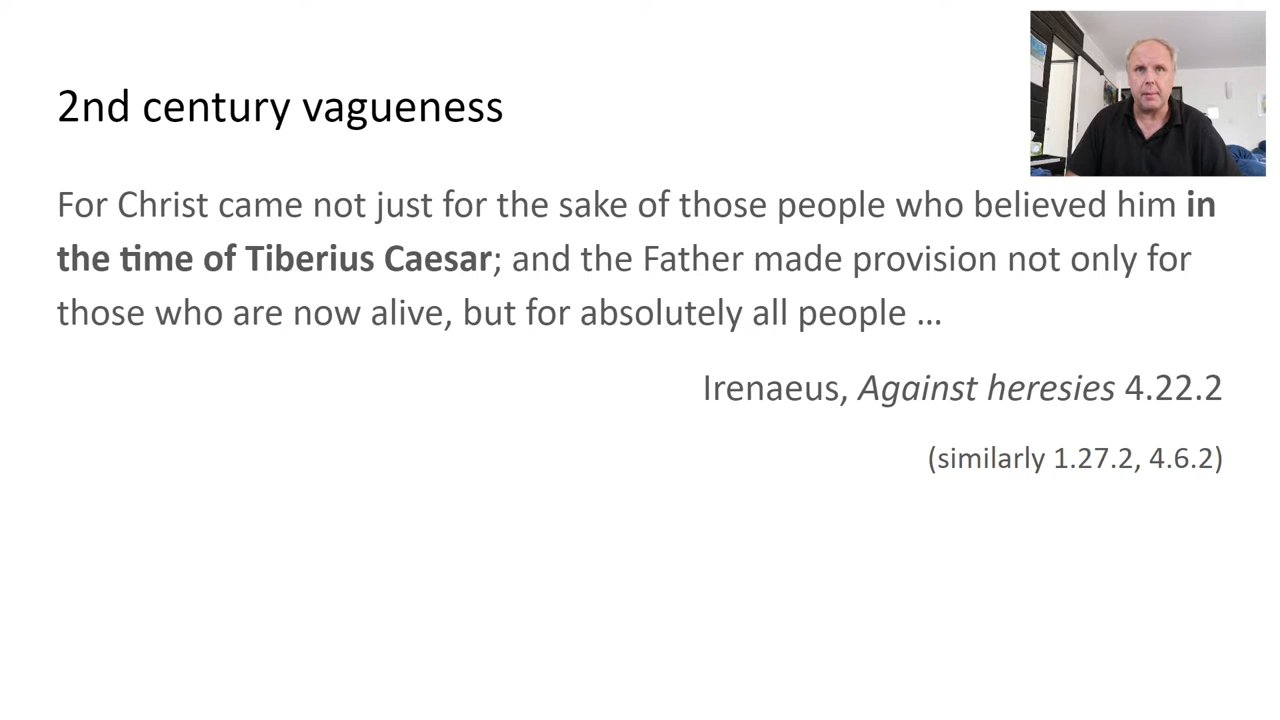 2nd century vagueness
For Christ came not just for the sake of those people who believed him in
the time of Tiberius Caesar; and the Father made provision not only for
those who are now alive, but for absolutely all people …
Irenaeus, Against heresies 4.22.2
(similarly 1.27.2, 4.6.2)